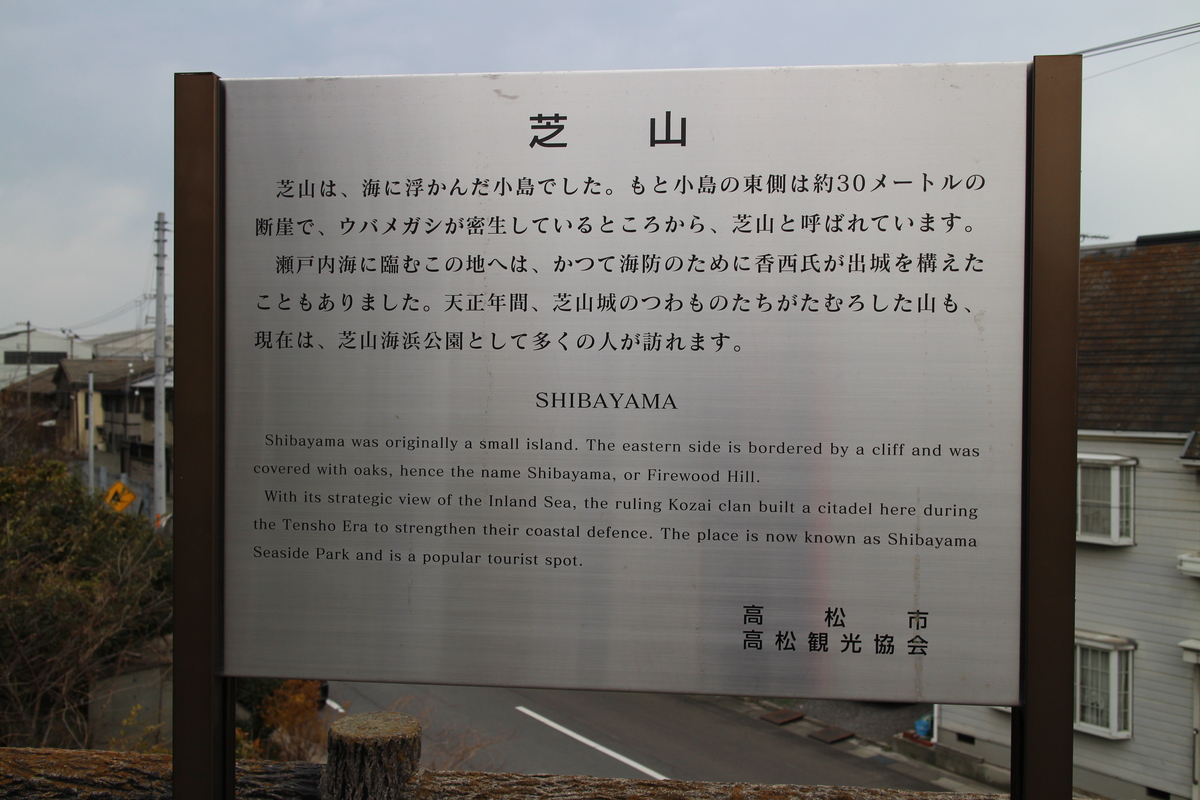 芝 山
芝山は、海に浮かんだ小島でした。もと小島の東側は約30メートルの
断崖で、ウバメガシが密生しているところから、芝山と呼ばれています。
瀬戸内海に臨むこの地へは、かつて海防のために香西氏が出城を構えた
こともありました。天正年間、芝山城のつわものたちがたむろした山も、
現在は、芝山海浜公園として多くの人が訪れます。
SHIBAYAMA
Shibayama was originally a small island. The eastern side is bordered by a cliff and was
covered with oaks, hence the name Shibayama, or Firewood Hill.
With its strategic view of the Inland Sea, the ruling Kozai clan built a citadel here during
the Tensho Era to strengthen their coastal defence. The place is now known as Shibayama
Seaside Park and is a popular tourist spot.
高 松 市
高松観光協会